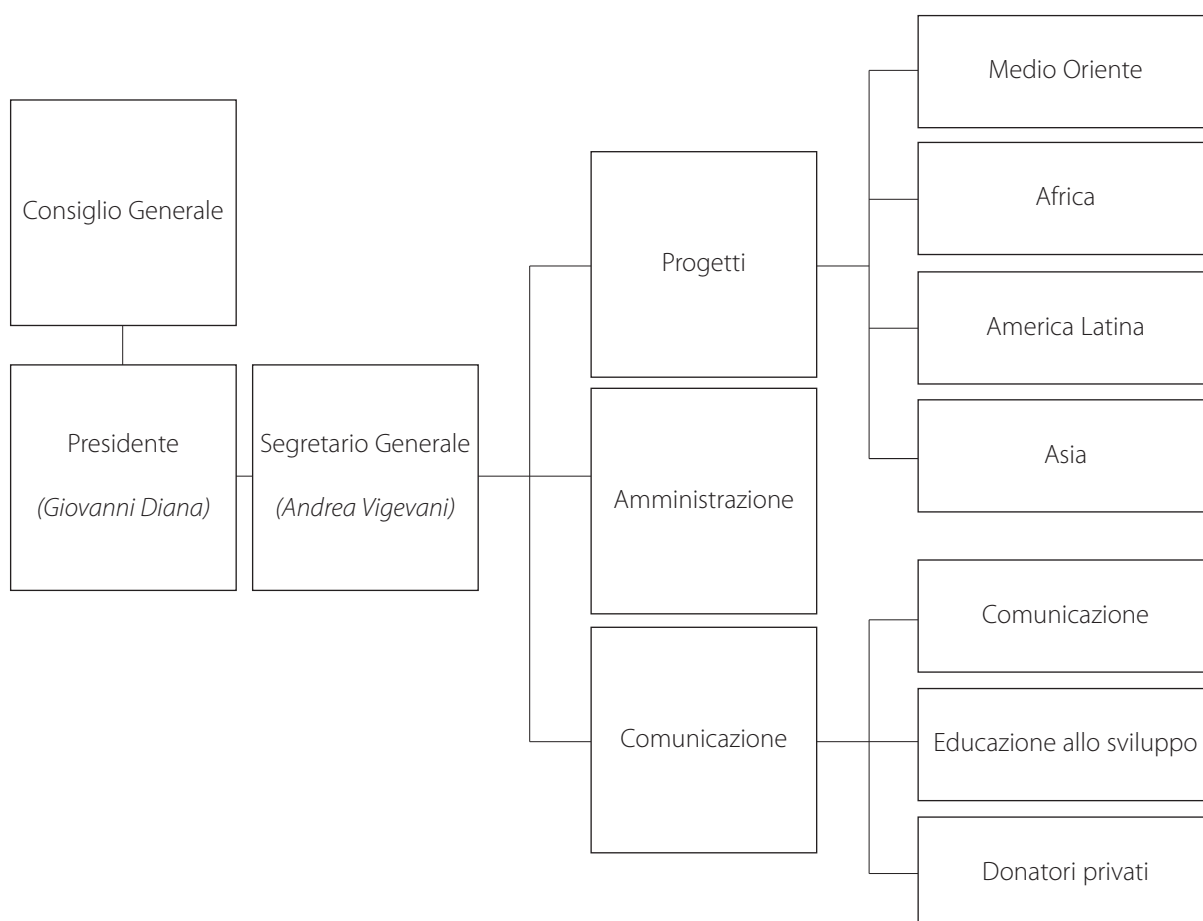 Consiglio Generale
Presidente
(Giovanni Diana)
Segretario Generale
(Andrea Vigevani)
Progetti
Amministrazione
Comunicazione
Medio Oriente
Africa
America Latina
Asia
Comunicazione
Educazione allo sviluppo
Donatori privati